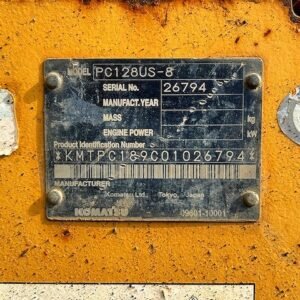 MODEL PC128US-8
SERIAL No. 26794
MANUFACT.YEAR
MASS kg
ENGINE POWER kW
Product Identification Number
*KMTPC189C01026794*
MANUFACTURER
Komatsu Ltd. Tokyo, Japan
KOMATSU 09601-10001